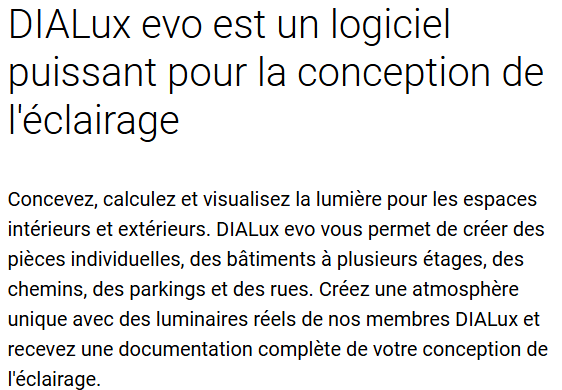 DIALux evo est un logiciel
puissant pour la conception de
l'éclairage
Concevez, calculez et visualisez la lumière pour les espaces
intérieurs et extérieurs. DIALux evo vous permet de créer des
pièces individuelles, des bâtiments à plusieurs étages, des
chemins, des parkings et des rues. Créez une atmosphère
unique avec des luminaires réels de nos membres DIALux et
recevez une documentation complète de votre conception de
l'éclairage.